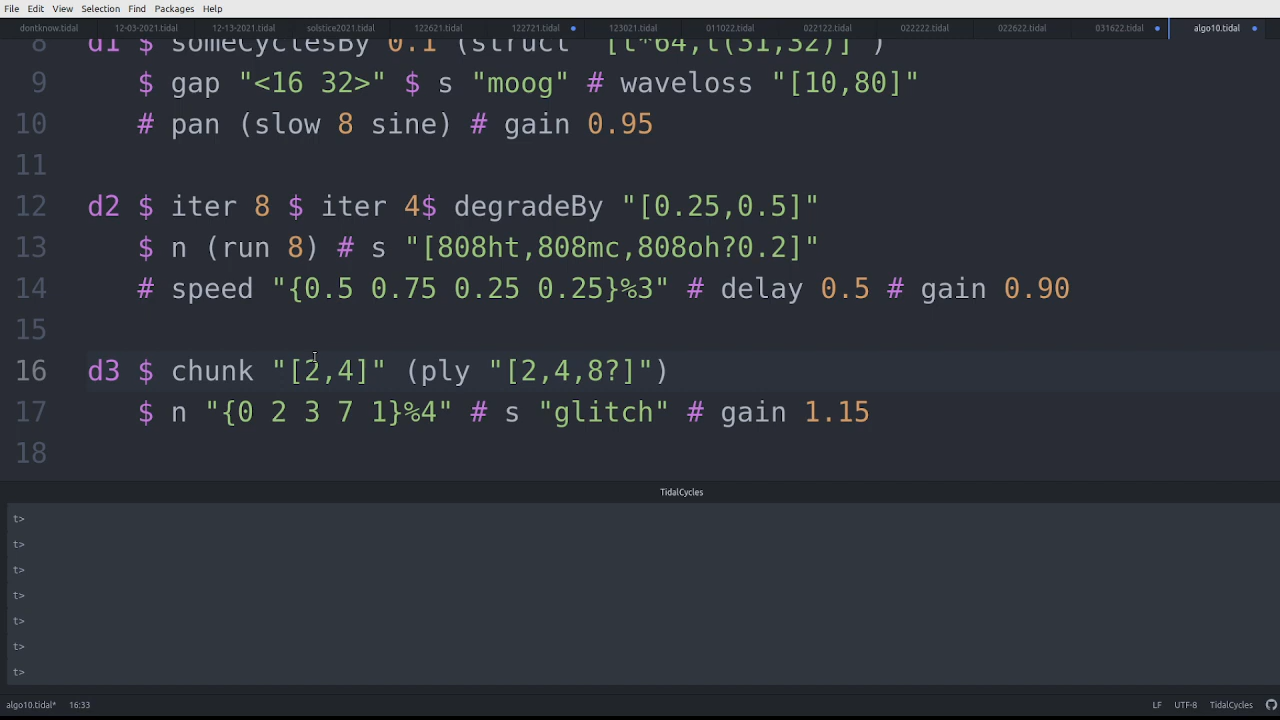 File Edit View Selection Find Packages Help
dontknow.tidal 12-03-2021.tidal 12-13-2021.tidal solstice2021.tidal 122621.tidal 122721.tidal 123021.tidal 011022.tidal 022122.tidal 022222.tidal 022622.tidal 031622.tidal algo10.tidal
8 d1 $ someCyclesBy 0.1 (struct "[t*64,t(31,32)]")
9 $ gap "<16 32>" $ s "moog" # waveloss "[10,80]"
10 # pan (slow 8 sine) # gain 0.95
11
12 d2 $ iter 8 $ iter 4$ degradeBy "[0.25,0.5]"
13 $ n (run 8) # s "[808ht,808mc,808oh?0.2]"
14 # speed "{0.5 0.75 0.25 0.25}%3" # delay 0.5 # gain 0.90
15
16 d3 $ chunk "[2,4]" (ply "[2,4,8?]")
17 $ n "{0 2 3 7 1}%4" # s "glitch" # gain 1.15
18
TidalCycles
t>
t>
t>
t>
t>
t>
t>
algo10.tidal* 16:33 LF UTF-8 TidalCycles